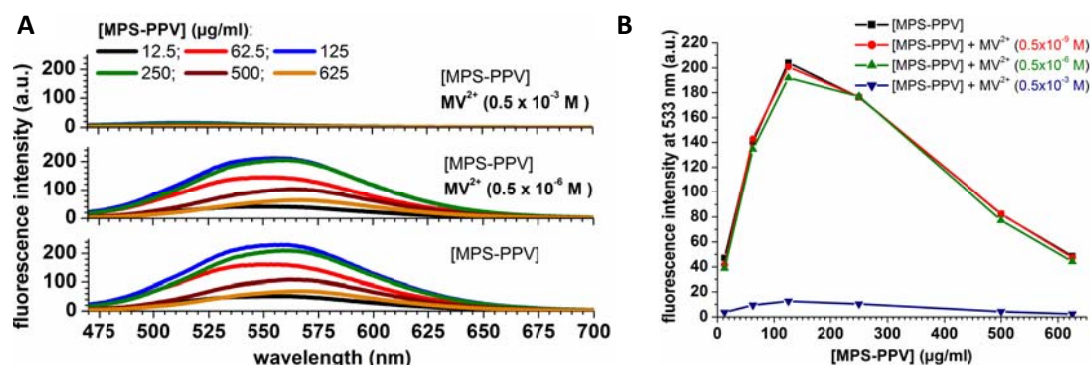 A
[MPS-PPV] (µg/ml):
12.5; 62.5; 125
250; 500; 625
fluorescence intensity (a.u.)
200
100
0
[MPS-PPV]
MV²⁺ (0.5 x 10⁻³ M )
200
100
0
[MPS-PPV]
MV²⁺ (0.5 x 10⁻⁶ M )
200
100
0
[MPS-PPV]
475 500 525 550 575 600 625 650 675 700
wavelength (nm)
B
[MPS-PPV]
[MPS-PPV] + MV²⁺ (0.5x10⁻⁹ M)
[MPS-PPV] + MV²⁺ (0.5x10⁻⁶ M)
[MPS-PPV] + MV²⁺ (0.5x10⁻³ M)
fluorescence intensity at 533 nm (a.u.)
220
200
180
160
140
120
100
80
60
40
20
0
0 100 200 300 400 500 600
[MPS-PPV] (µg/ml)